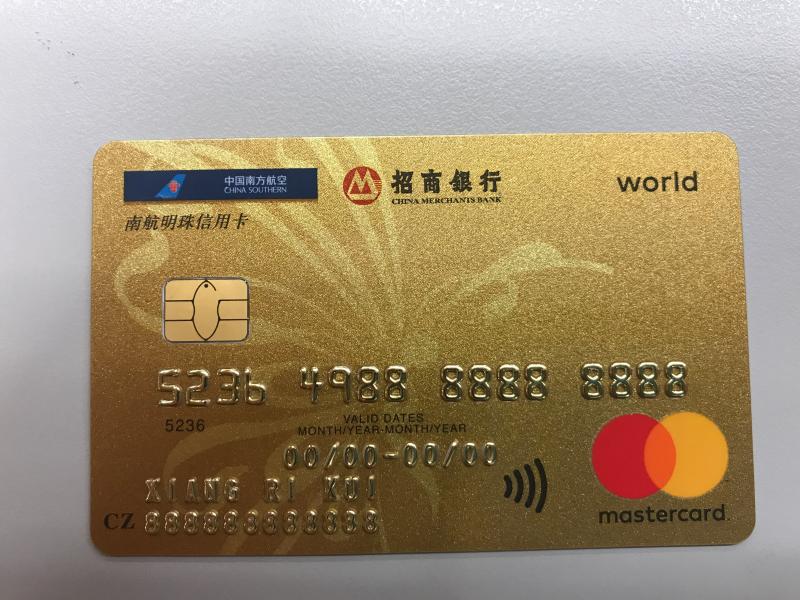 中国南方航空
CHINA SOUTHERN
招商银行
CHINA MERCHANTS BANK
world
南航明珠信用卡
5236 4988 8888 8888
5236
VALID DATES
MONTH/YEAR-MONTH/YEAR
00/00-00/00
XIANG RI KUI
CZ 888888888888
mastercard